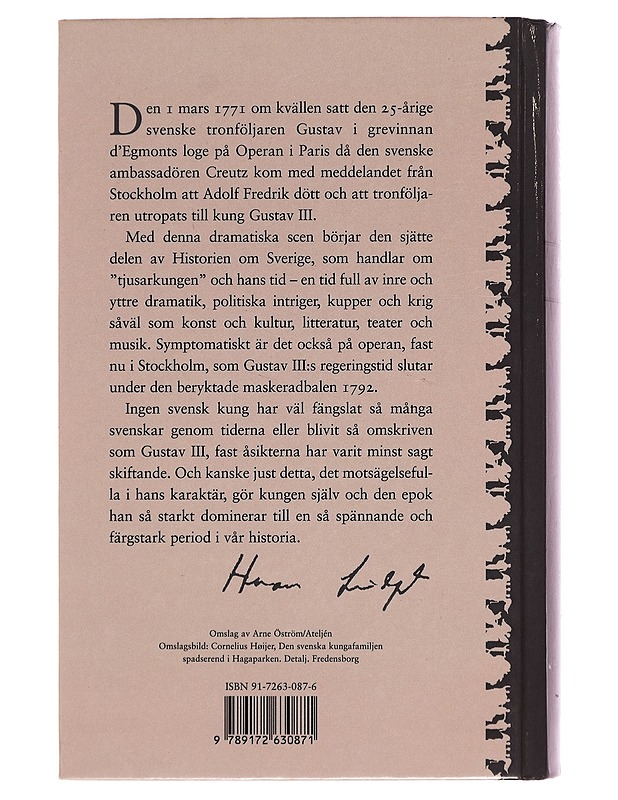 Den 1 mars 1771 om kvällen satt den 25-årige
svenske tronföljaren Gustav i grevinnan
d'Egmonts loge på Operan i Paris då den svenske
ambassadören Creutz kom med meddelandet från
Stockholm att Adolf Fredrik dött och att tronfölja-
ren utropats till kung Gustav III.
Med denna dramatiska scen börjar den sjätte
delen av Historien om Sverige, som handlar om
”tjusarkungen” och hans tid – en tid full av inre och
yttre dramatik, politiska intriger, kupper och krig
såväl som konst och kultur, litteratur, teater och
musik. Symptomatiskt är det också på operan, fast
nu i Stockholm, som Gustav III:s regeringstid slutar
under den beryktade maskeradbalen 1792.
Ingen svensk kung har väl fängslat så många
svenskar genom tiderna eller blivit så omskriven
som Gustav III, fast åsikterna har varit minst sagt
skiftande. Och kanske just detta, det motsägelseful-
la i hans karaktär, gör kungen själv och den epok
han så starkt dominerar till en så spännande och
färgstark period i vår historia.
Omslag av Arne Öström/Ateljén
Omslagsbild: Cornelius Høijer, Den svenska kungafamiljen
spadserend i Hagaparken. Detalj. Fredensborg
ISBN 91-7263-087-6
9 789172 630871